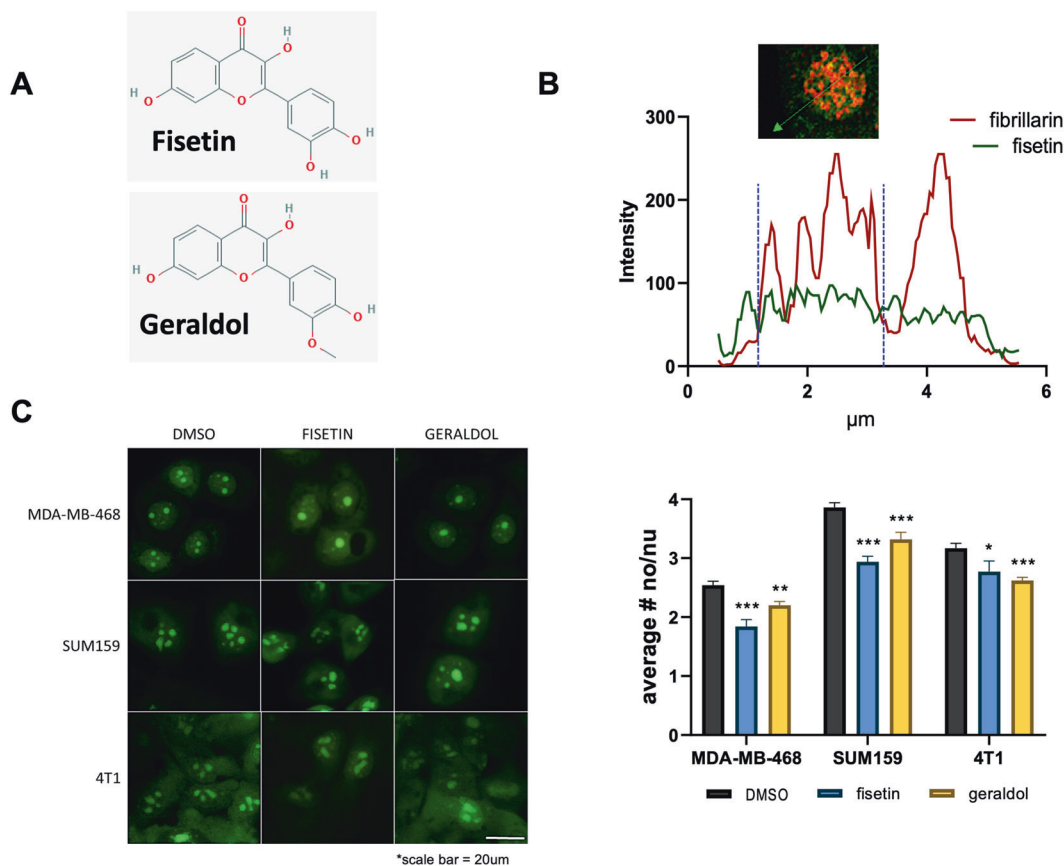 A
O
H
O
O
H
O
O
H
O
H
Fisetin
O
H
O
O
H
O
O
H
O
Geraldol
B
300
200
100
0
Intensity
fibrillarin
fisetin
0
2
4
6
µm
C
DMSO
FISETIN
GERALDOL
MDA-MB-468
SUM159
4T1
*scale bar = 20um
4
3
2
1
0
average # no/nu
***
**
***
***
*
***
MDA-MB-468
SUM159
4T1
DMSO
fisetin
geraldol